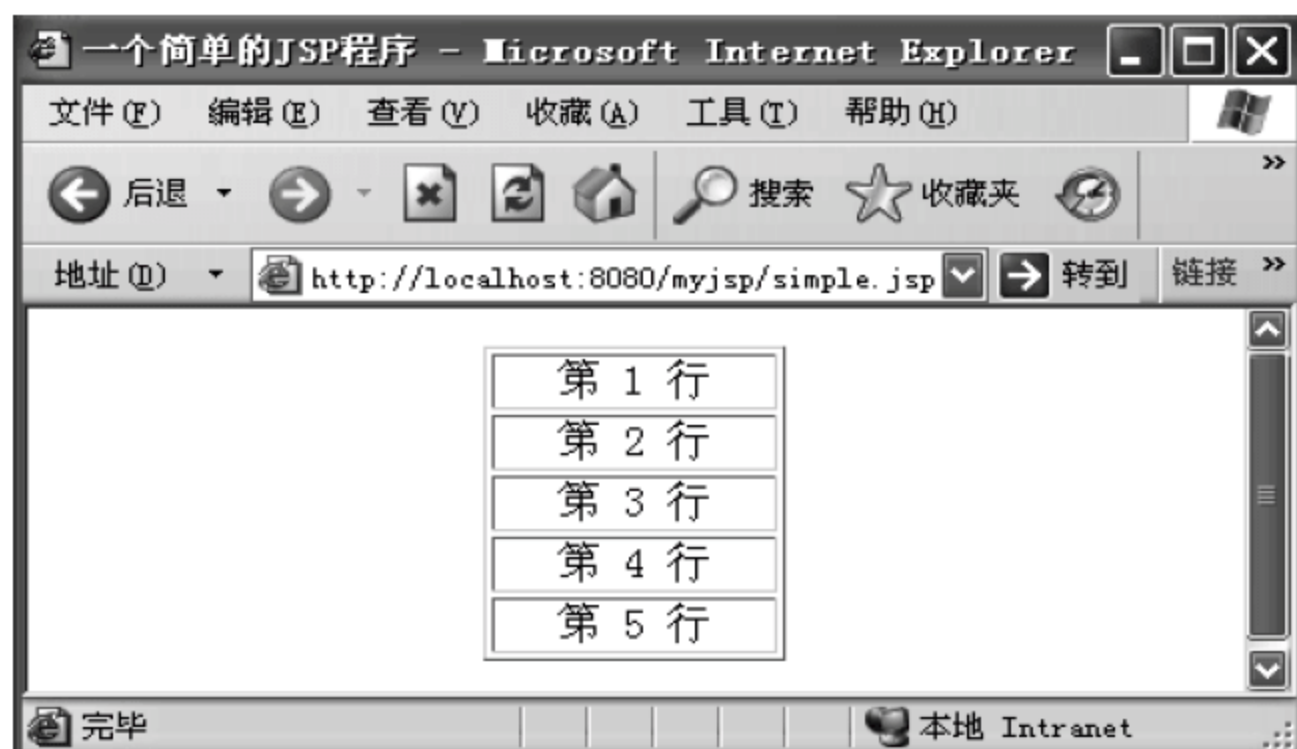 一个简单的JSP程序 - Microsoft Internet Explorer
文件(F) 编辑(E) 查看(V) 收藏(A) 工具(T) 帮助(H)
后退 搜索 收藏夹 »
地址(D) http://localhost:8080/myjsp/simple.jsp 转到 链接 »
第 1 行
第 2 行
第 3 行
第 4 行
第 5 行
完毕 本地 Intranet